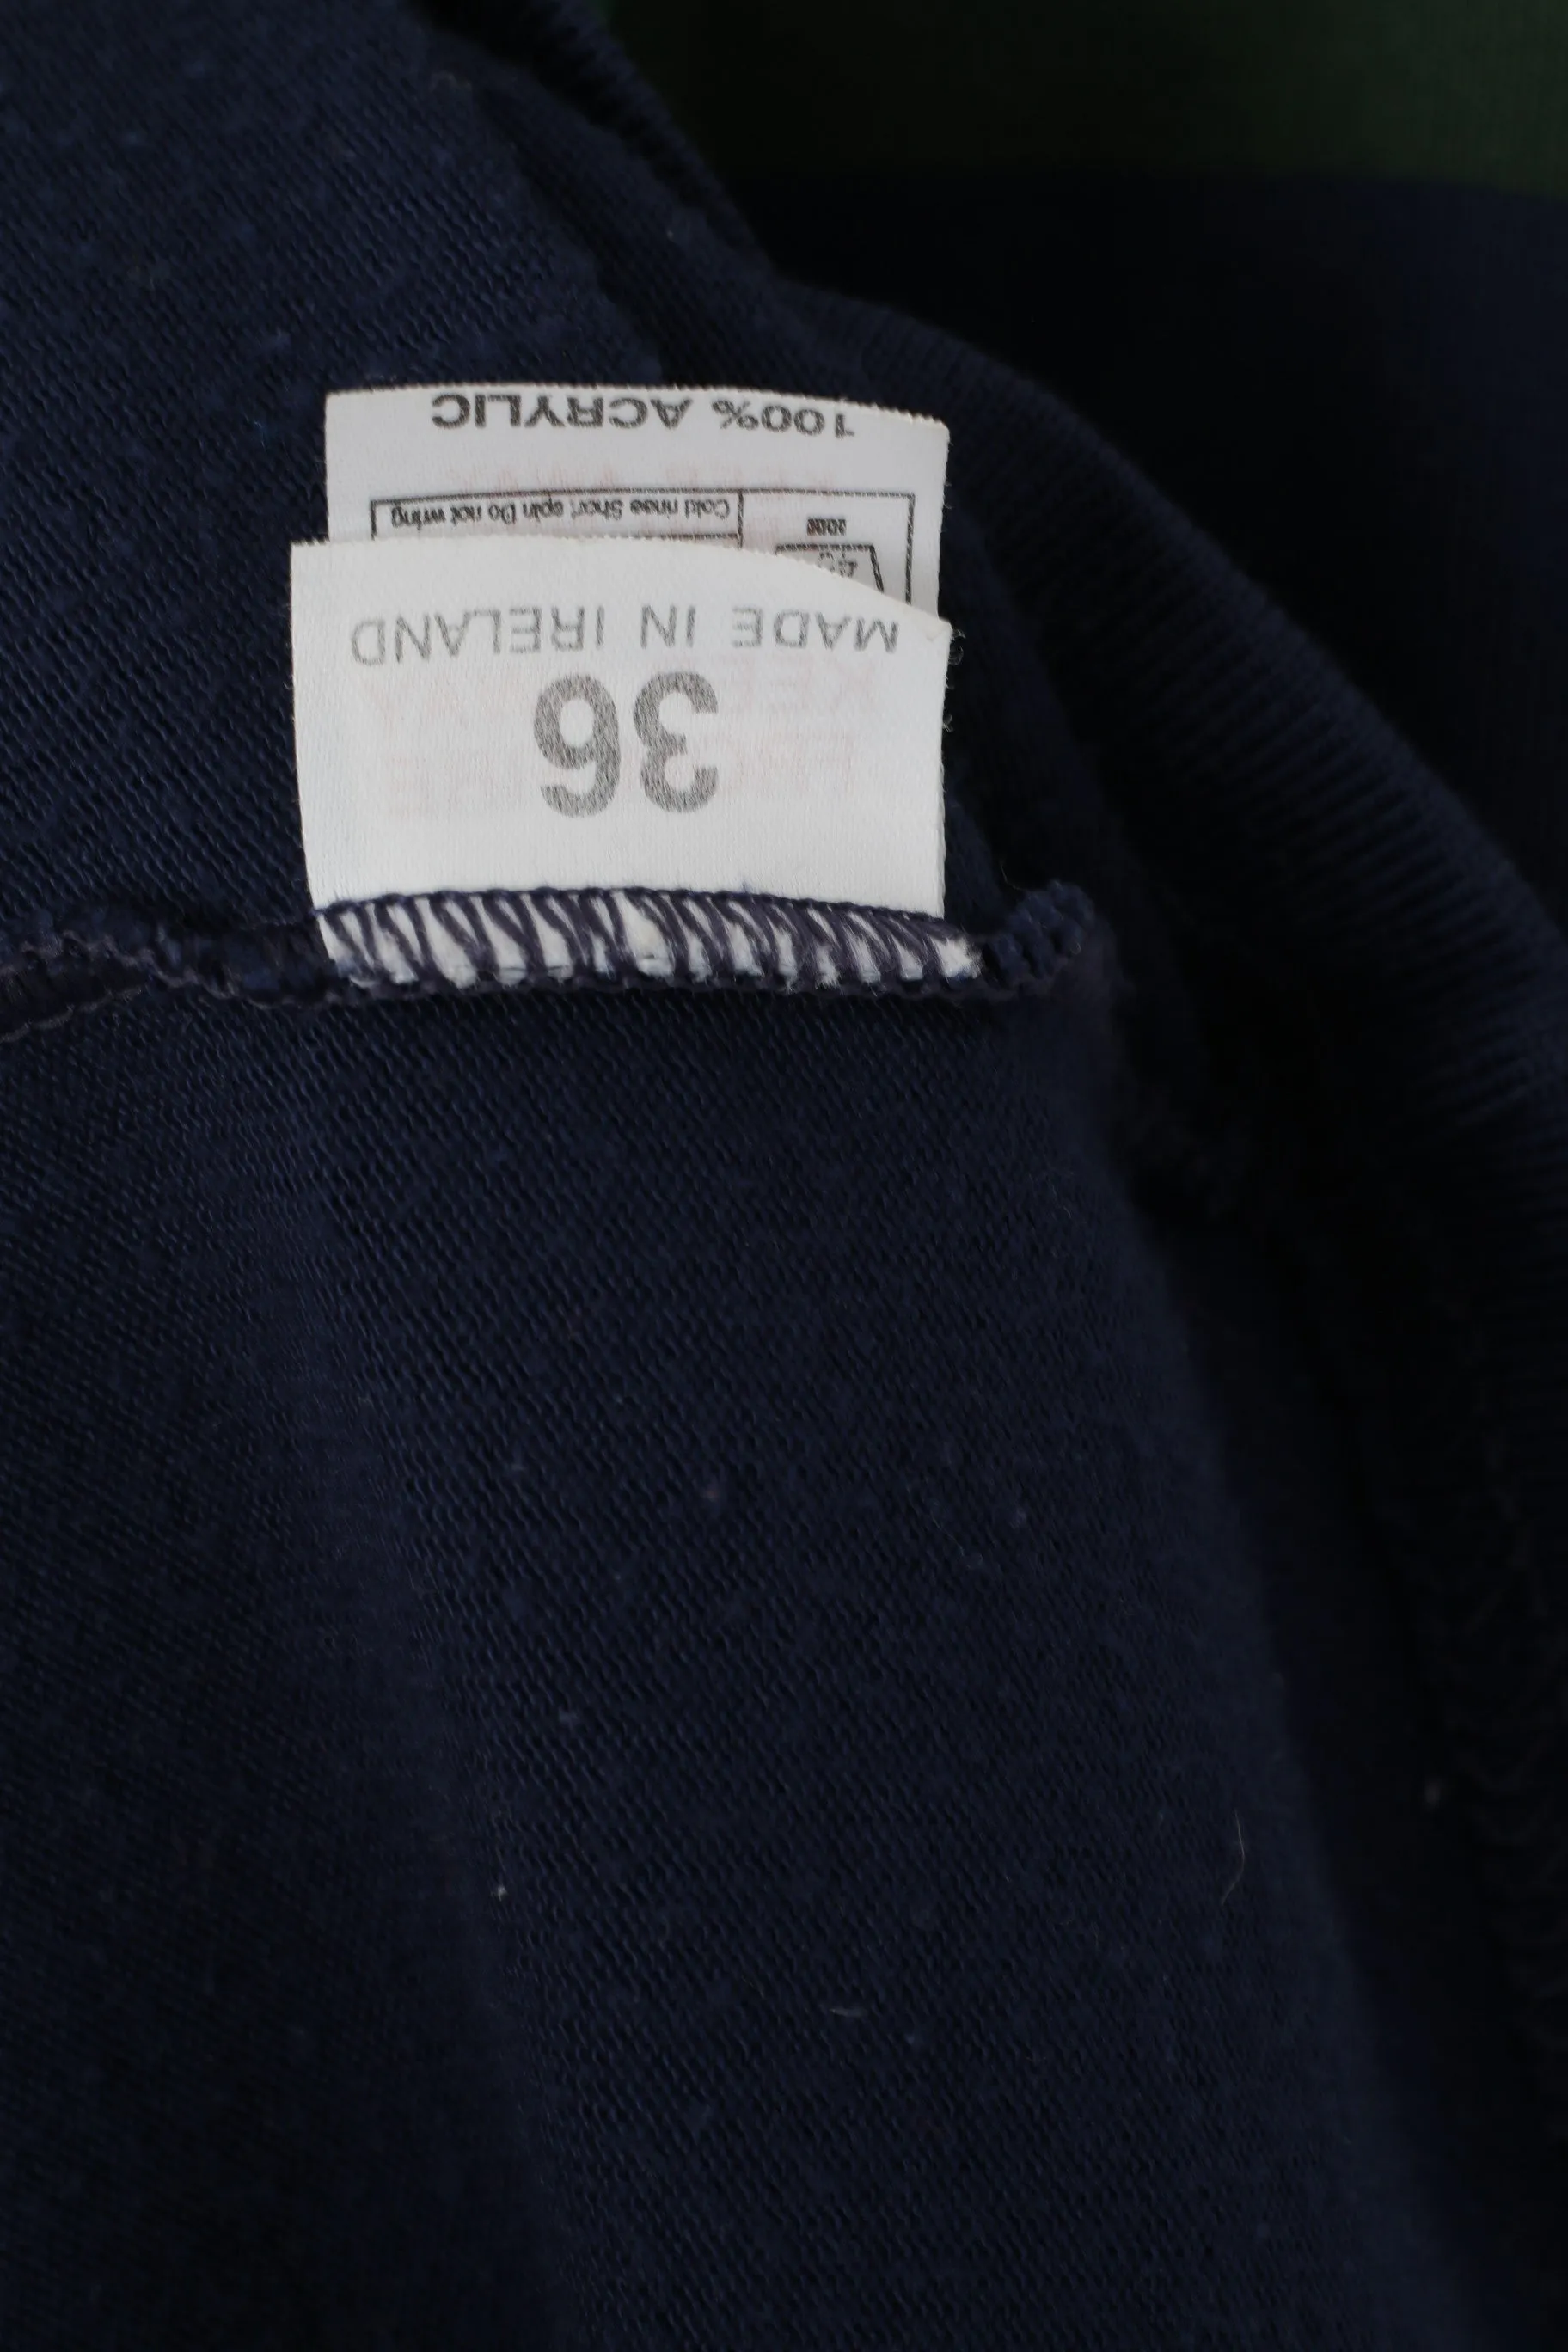 36
MADE IN IRELAND
Cold rinse Short spin Do not wring
100% ACRYLIC